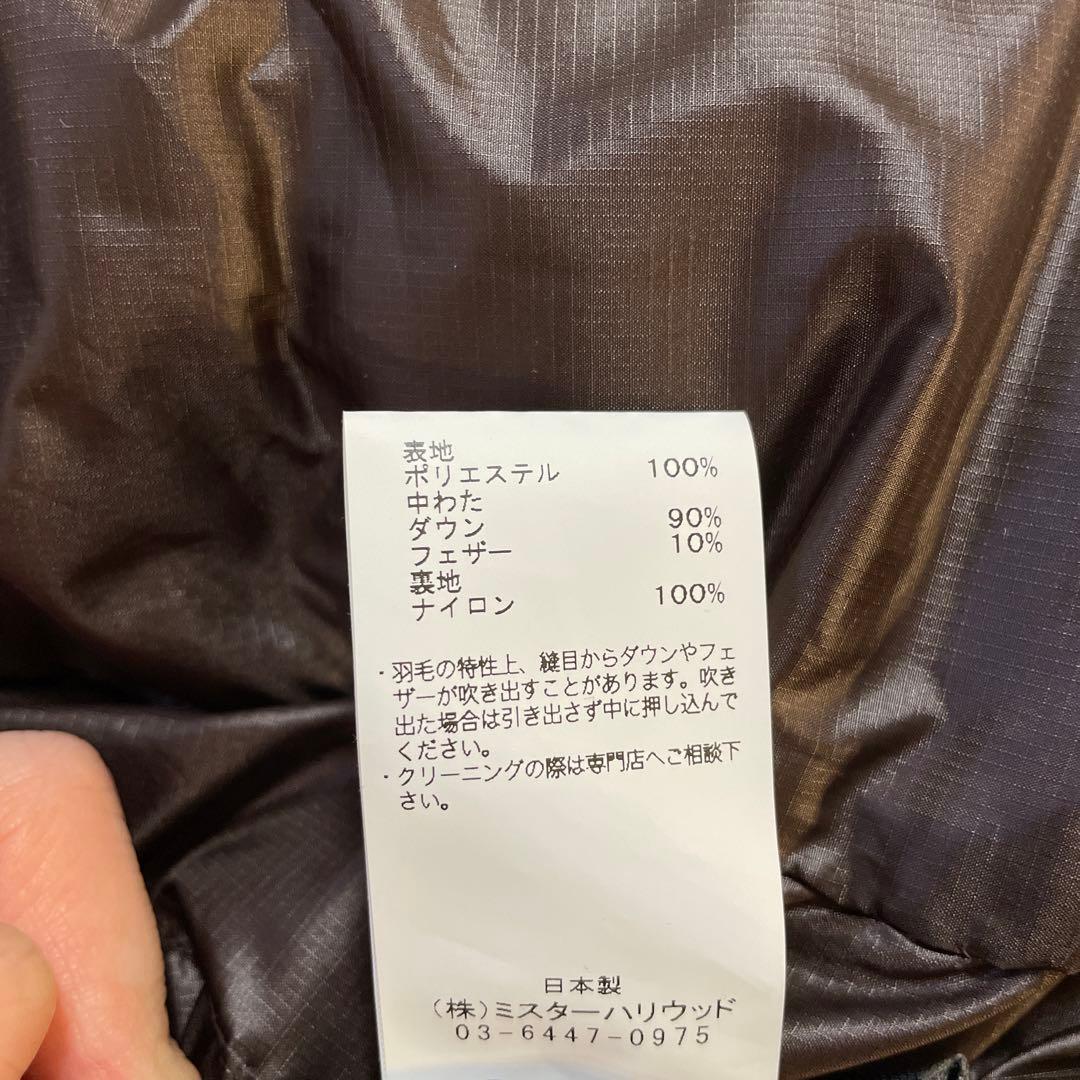 表地
ポリエステル 100%
中わた
ダウン 90%
フェザー 10%
裏地
ナイロン 100%
・羽毛の特性上、縫目からダウンやフェ
ザーが吹き出すことがあります。吹き
出た場合は引き出さず中に押し込んで
ください。
・クリーニングの際は専門店へご相談下
さい。
日本製
(株)ミスターハリウッド
03-6447-0975